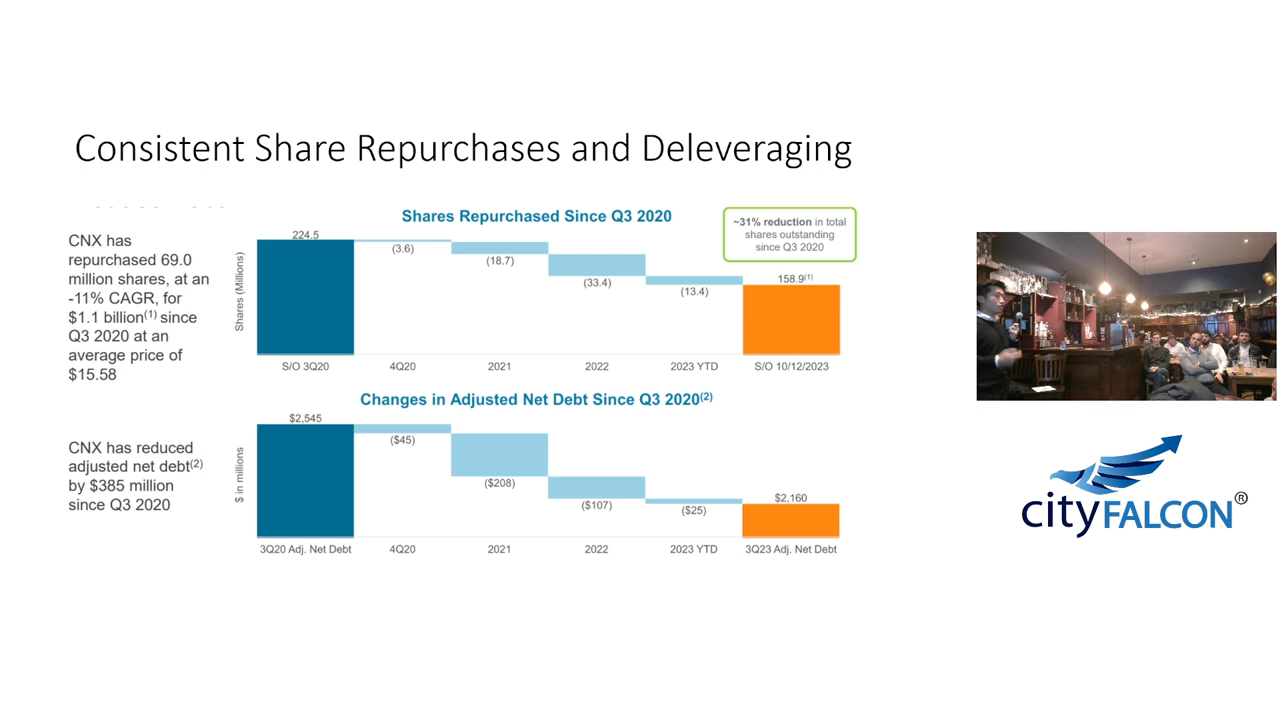 Consistent Share Repurchases and Deleveraging
CNX has
repurchased 69.0
million shares, at an
-11% CAGR, for
$1.1 billion(1) since
Q3 2020 at an
average price of
$15.58
Shares Repurchased Since Q3 2020
~31% reduction in total
shares outstanding
since Q3 2020
Shares (Millions)
224.5
(3.6)
(18.7)
(33.4)
(13.4)
158.9(1)
S/O 3Q20
4Q20
2021
2022
2023 YTD
S/O 10/12/2023
CNX has reduced
adjusted net debt(2)
by $385 million
since Q3 2020
Changes in Adjusted Net Debt Since Q3 2020(2)
$ in millions
$2,545
($45)
($208)
($107)
($25)
$2,160
3Q20 Adj. Net Debt
4Q20
2021
2022
2023 YTD
3Q23 Adj. Net Debt
cityFALCON®